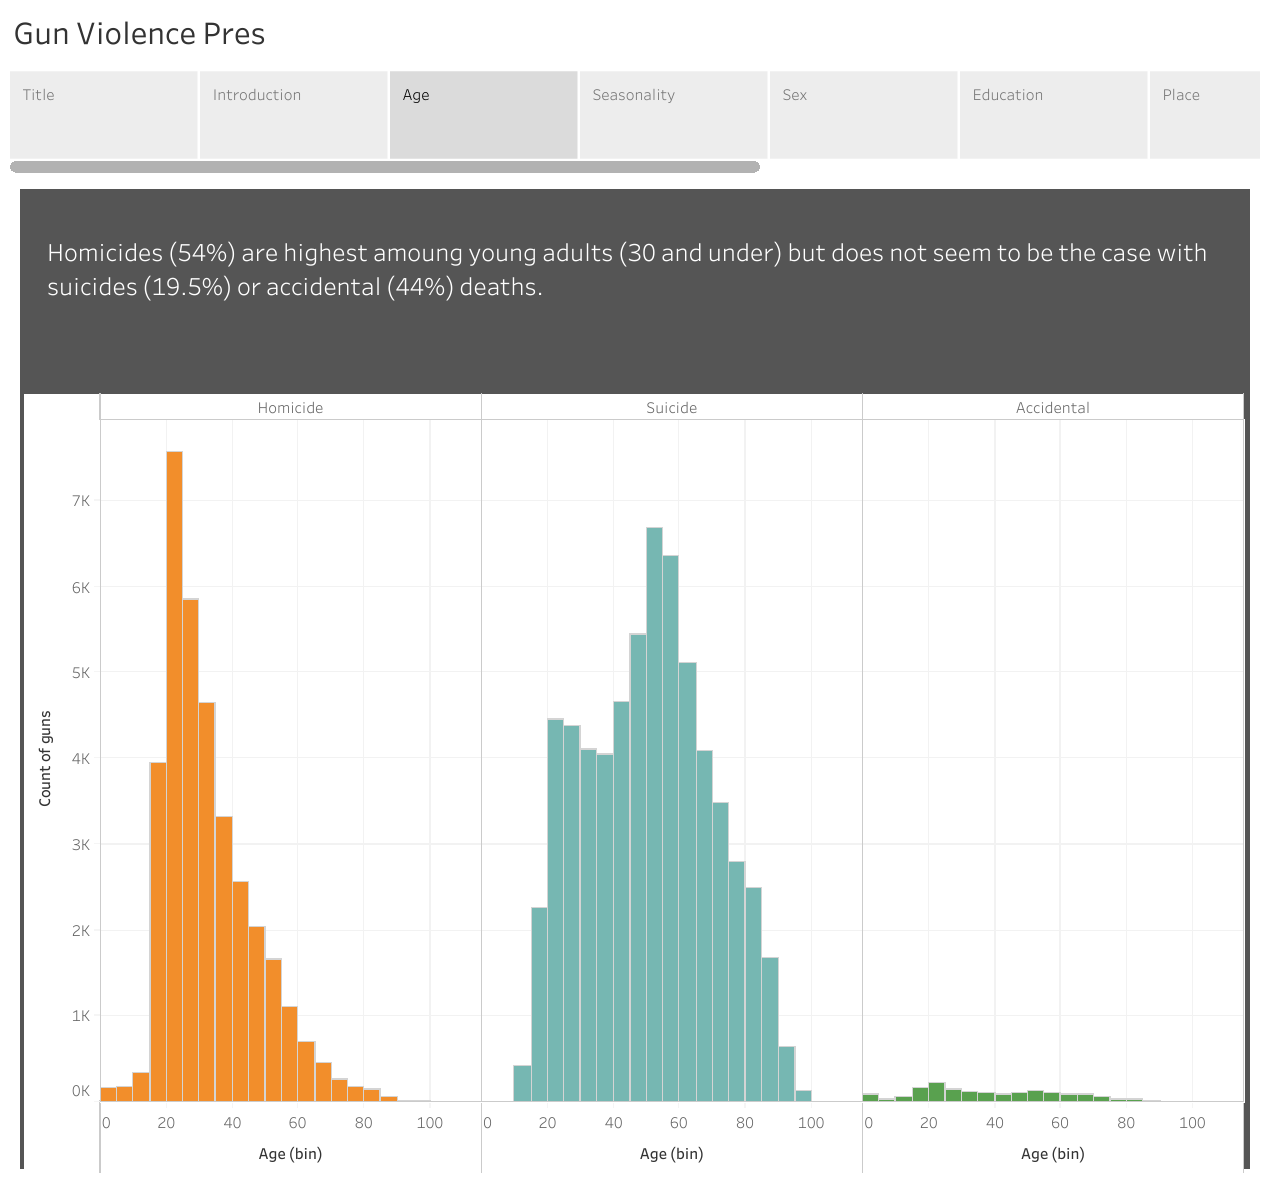 Gun Violence Pres
Title Introduction Age Seasonality Sex Education Place
Homicides (54%) are highest amoung young adults (30 and under) but does not seem to be the case with
suicides (19.5%) or accidental (44%) deaths.
Homicide Suicide Accidental
7K
6K
5K
4K
3K
2K
1K
0K
Count of guns
0 20 40 60 80 100 0 20 40 60 80 100 0 20 40 60 80 100
Age (bin) Age (bin) Age (bin)